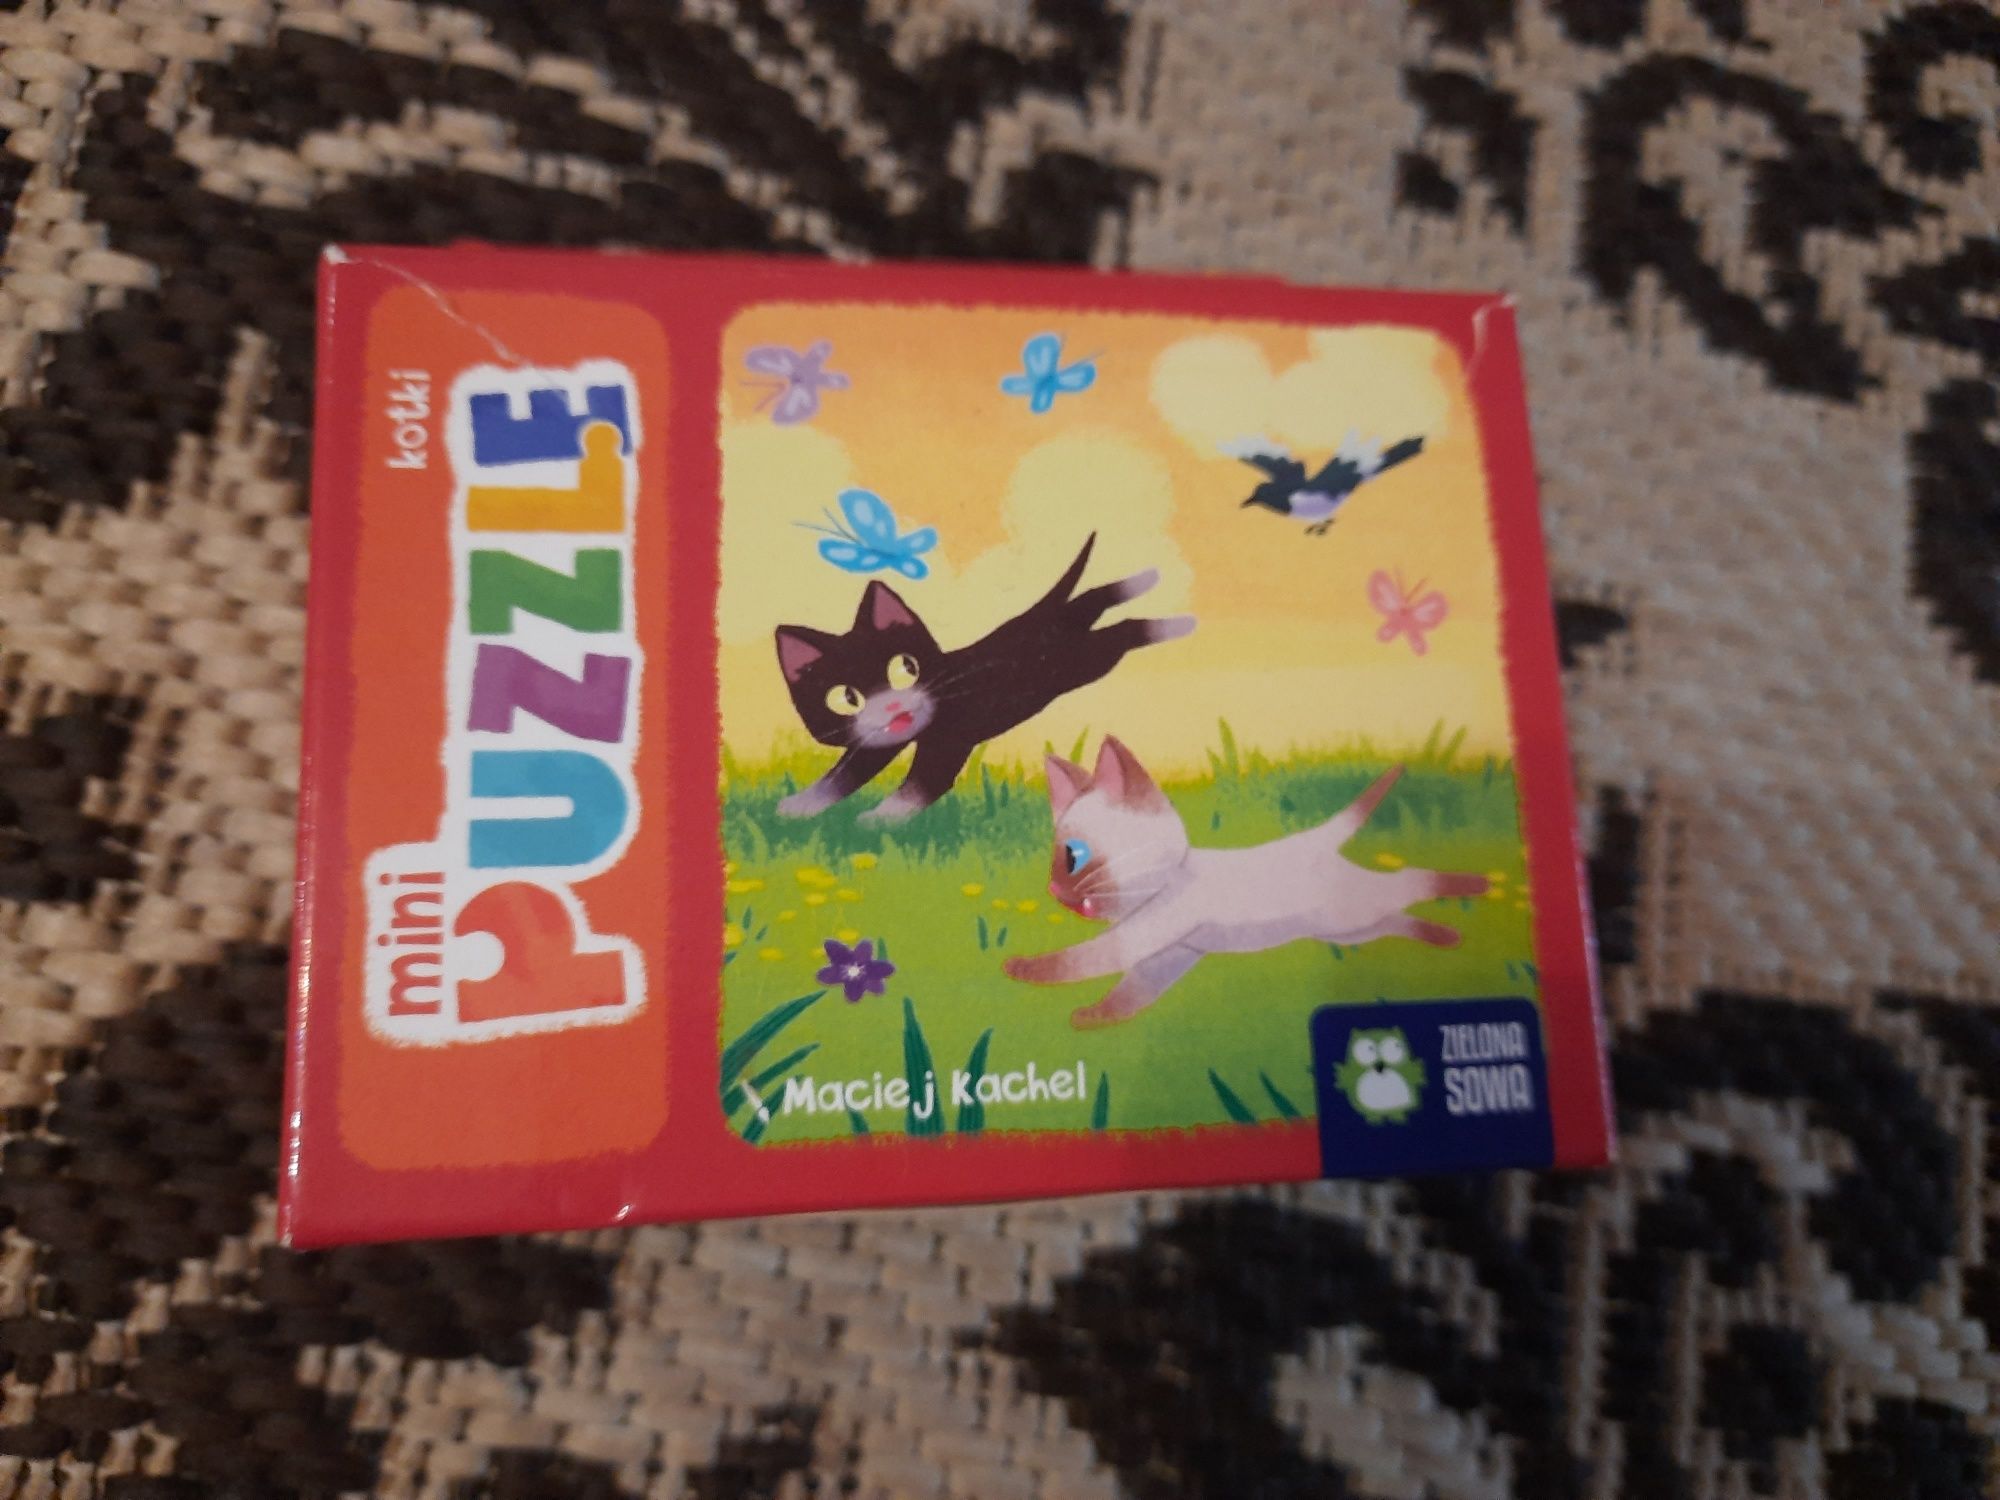 mini
PUZZLE
kotki
Maciej Kachel
ZIELONA
SOWA